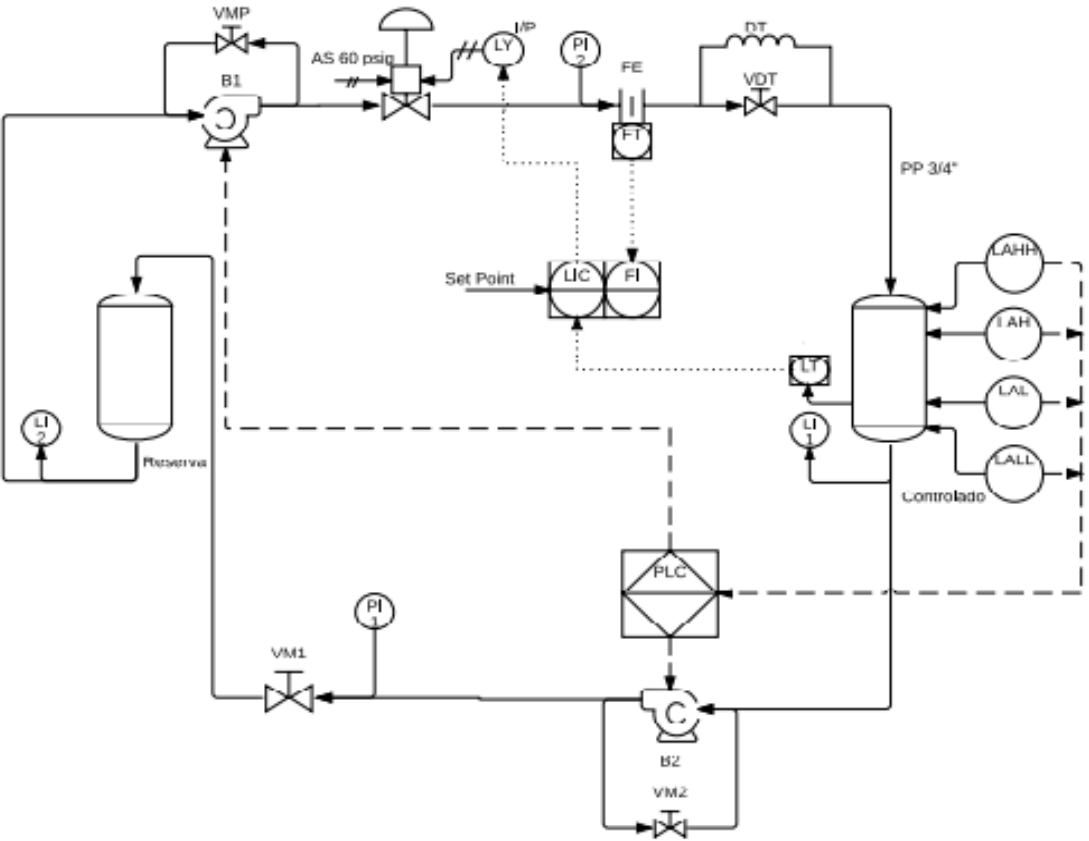 VMP
I/P
LY
AS 60 psig
B1
PI
2
FE
FT
DT
VDT
PP 3/4"
Set Point
LIC
FI
LAHH
LAH
LAL
LALL
LT
LI
1
Controlado
LI
2
Reserva
PLC
PI
1
VM1
B2
VM2